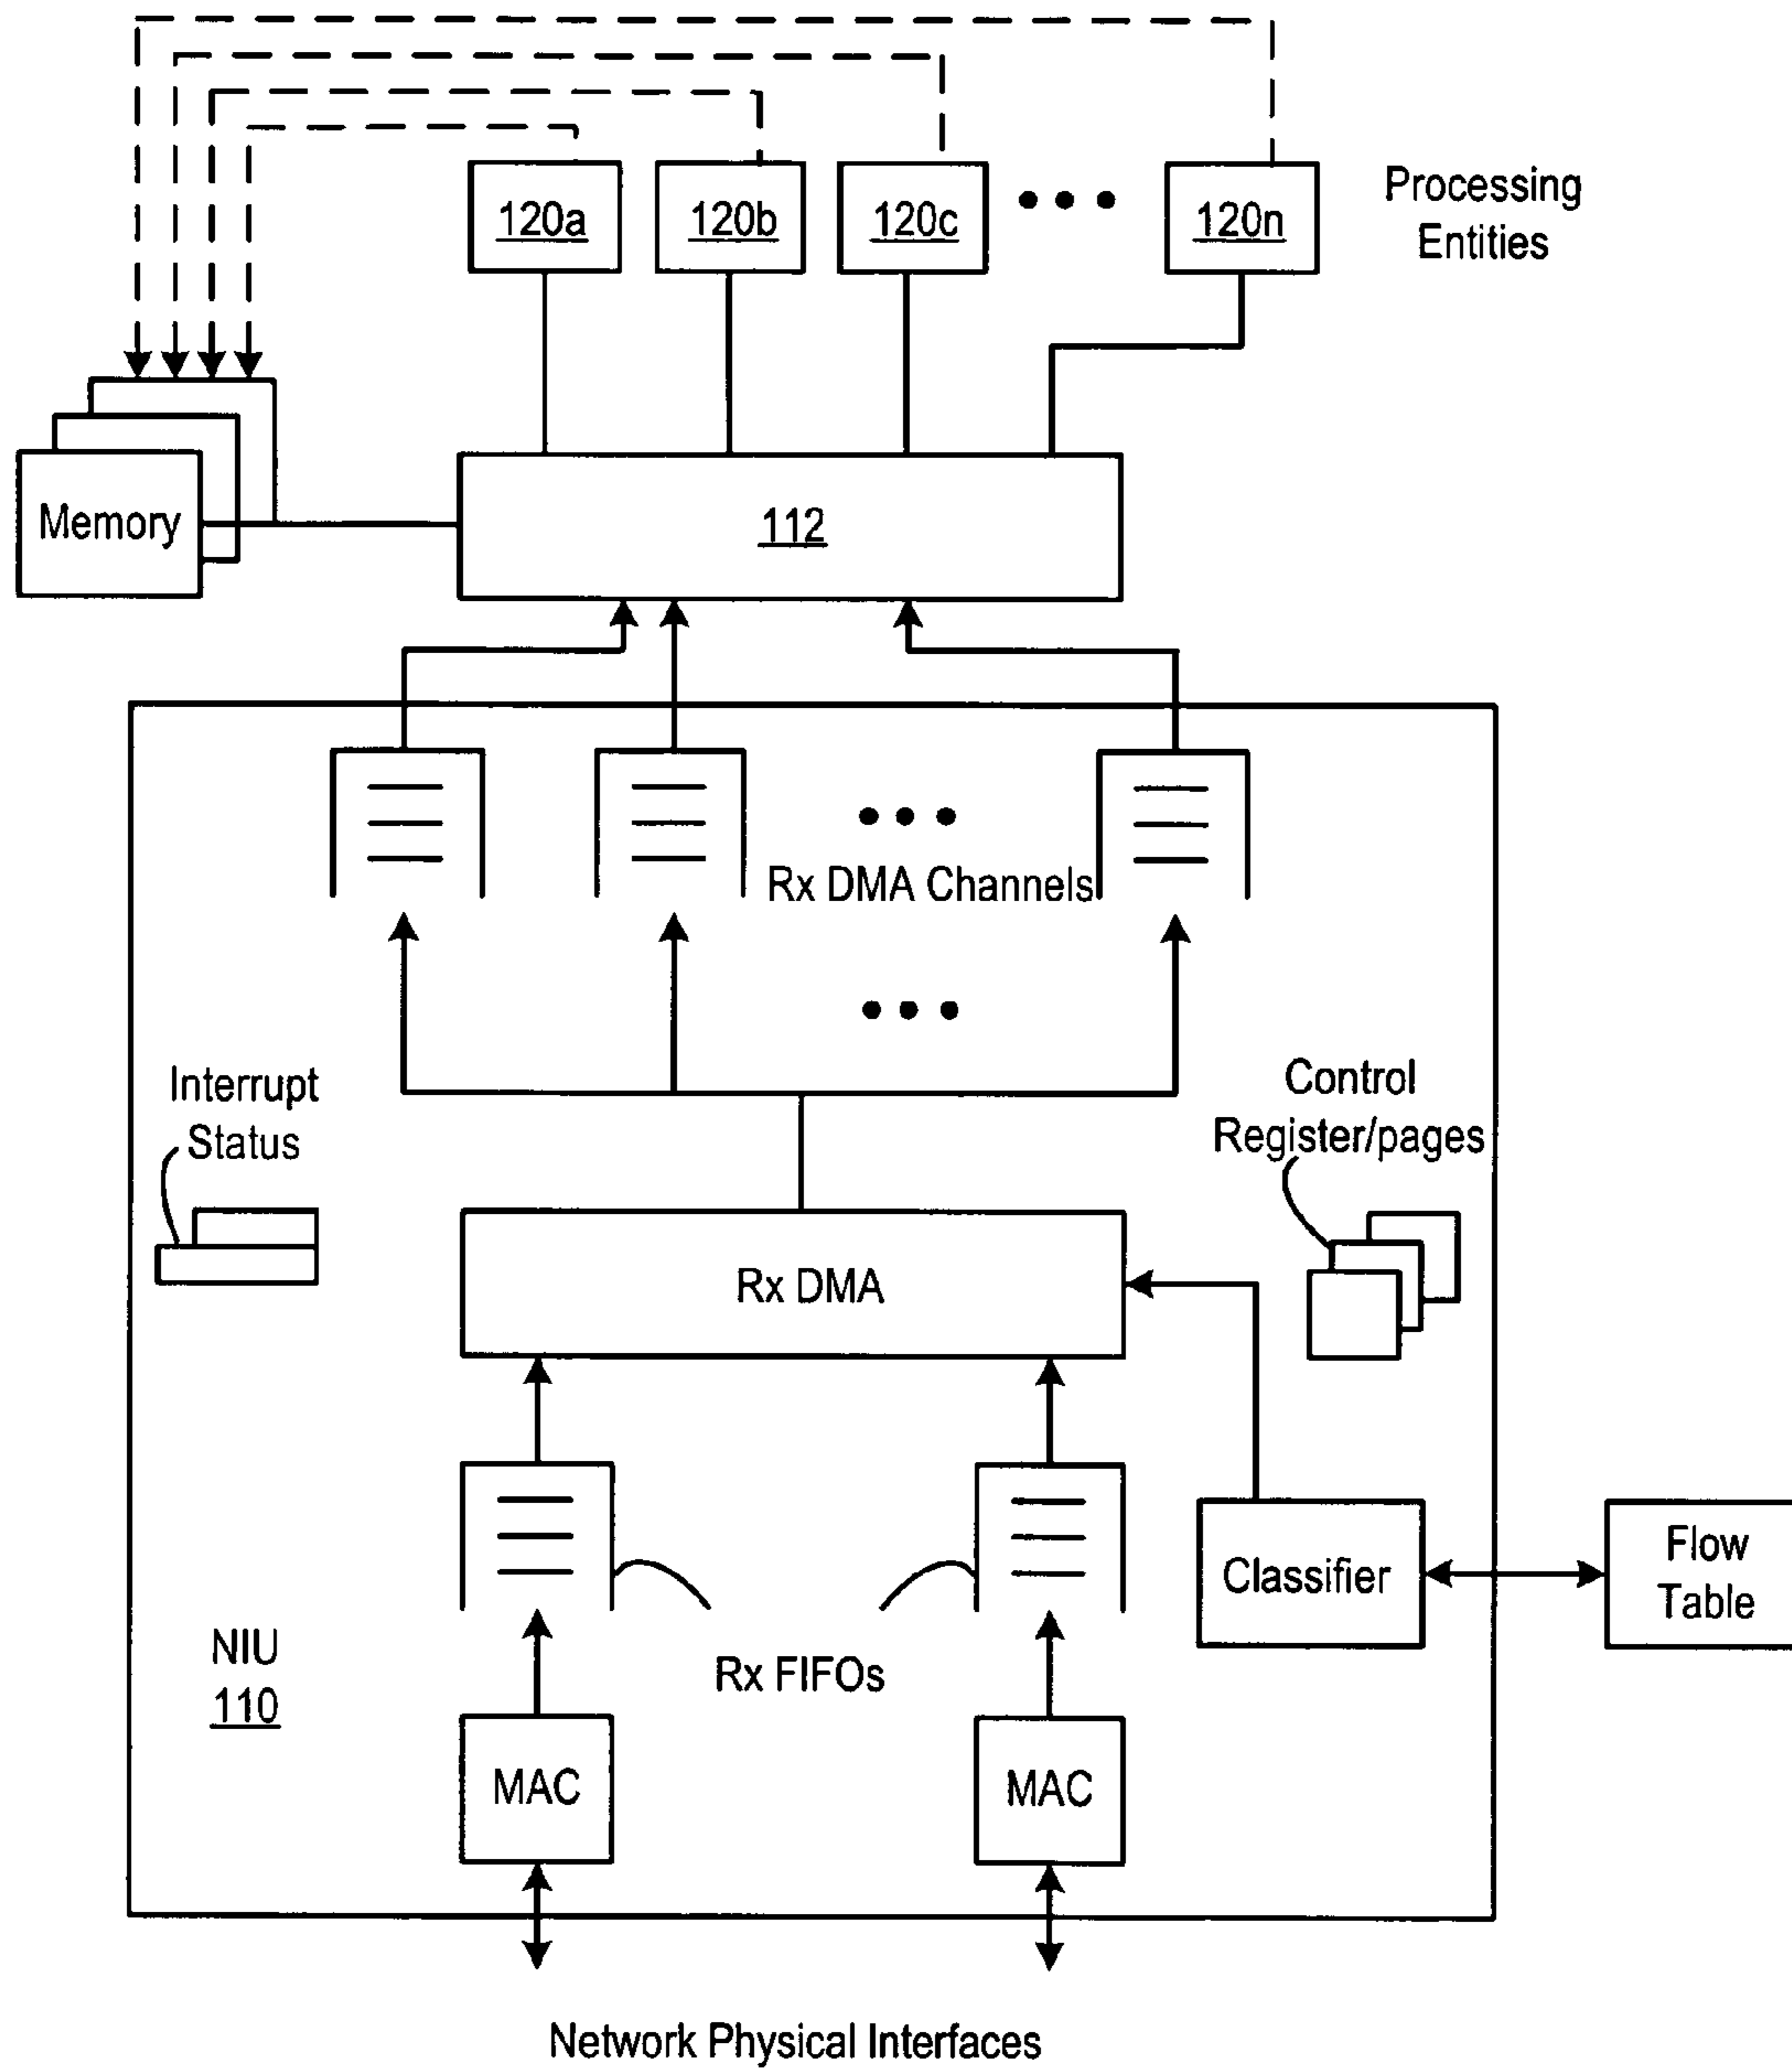 120a
120b
120c
120n
Processing
Entities
Memory
112
Rx DMA Channels
Interrupt
Status
Control
Register/pages
Rx DMA
Classifier
Flow
Table
NIU
110
Rx FIFOs
MAC
MAC
Network Physical Interfaces